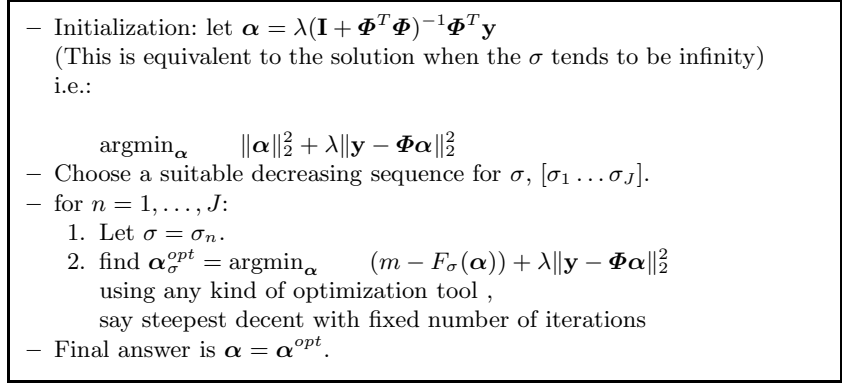 – Initialization: let α = λ(I + Φ^T Φ)^{-1} Φ^T y
(This is equivalent to the solution when the σ tends to be infinity)
i.e.:
argmin_α ‖α‖_2^2 + λ‖y − Φα‖_2^2
– Choose a suitable decreasing sequence for σ, [σ_1 . . . σ_J].
– for n = 1, . . . , J:
1. Let σ = σ_n.
2. find α_σ^{opt} = argmin_α (m − F_σ(α)) + λ‖y − Φα‖_2^2
using any kind of optimization tool ,
say steepest decent with fixed number of iterations
– Final answer is α = α^{opt}.